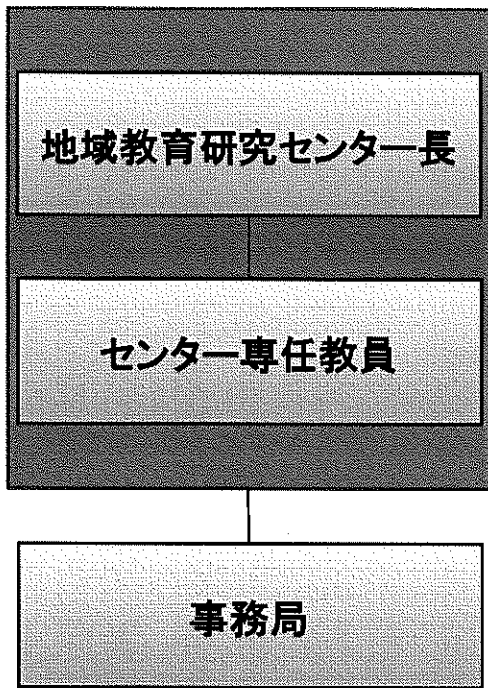 地域教育研究センター長
センター専任教員
事務局